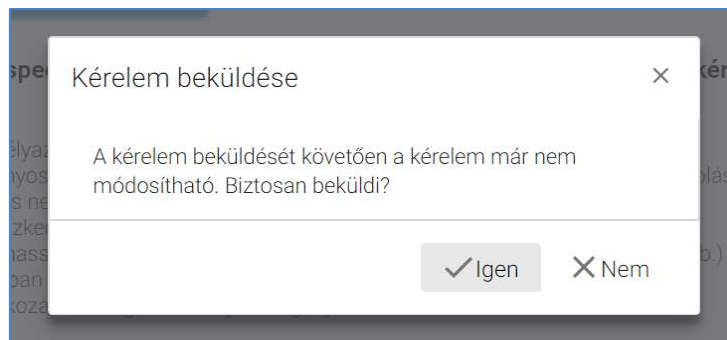 Kérelem beküldése
A kérelem beküldését követően a kérelem már nem
módosítható. Biztosan beküldi?
Igen Nem